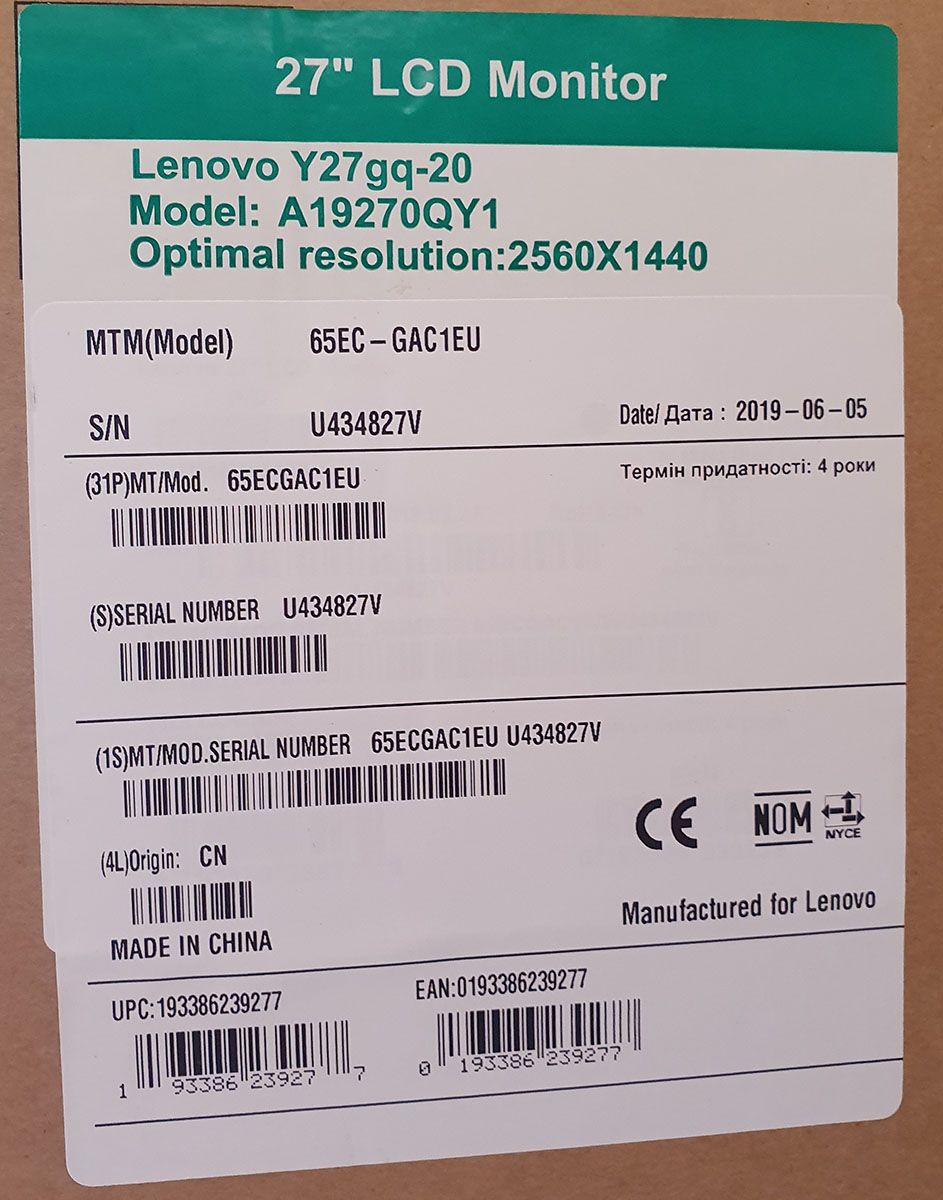 27" LCD Monitor
Lenovo Y27gq-20
Model: A19270QY1
Optimal resolution:2560X1440
MTM(Model) 65EC-GAC1EU
S/N U434827V Date/ Дата : 2019-06-05
(31P)MT/Mod. 65ECGAC1EU Термін придатності: 4 роки
(S)SERIAL NUMBER U434827V
(1S)MT/MOD.SERIAL NUMBER 65ECGAC1EU U434827V
CE NOM NYCE
(4L)Origin: CN
Manufactured for Lenovo
MADE IN CHINA
UPC:193386239277 EAN:0193386239277
1 93386 23927 7 0 193386 239277